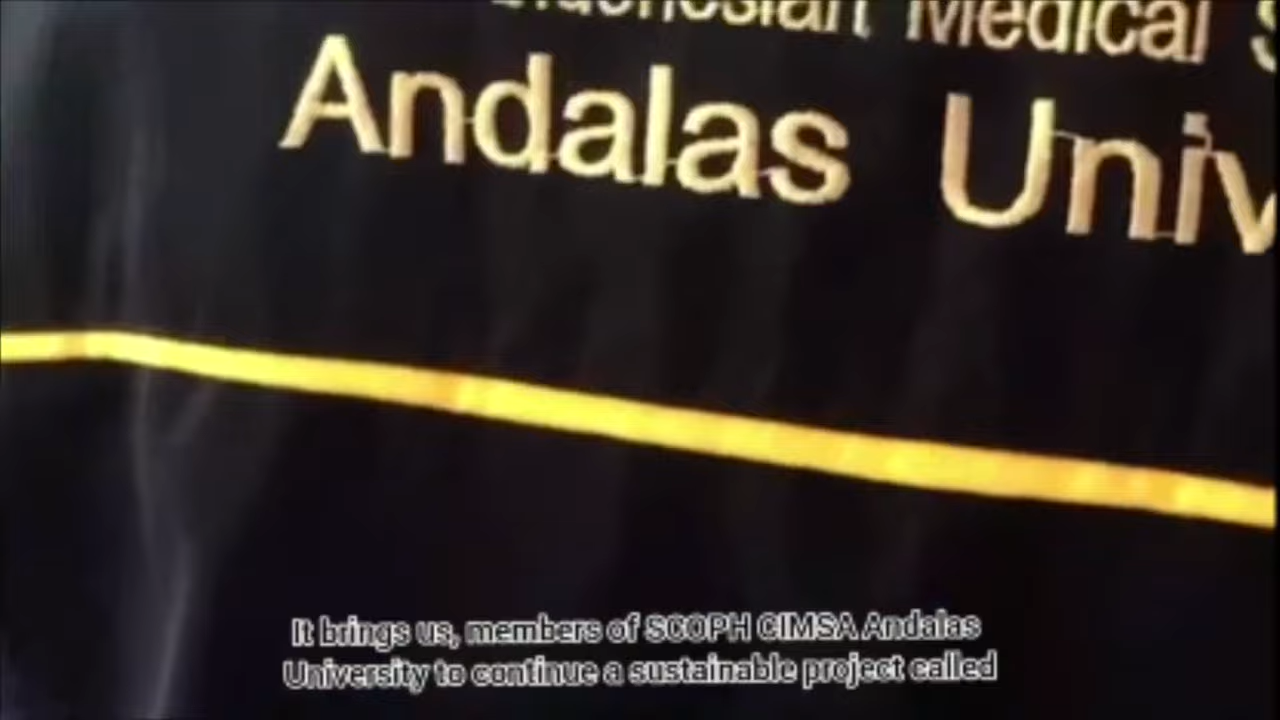 Medical
Andalas Univ
It brings us, members of SCOPH CIMSA Andalas
University to continue a sustainable project called